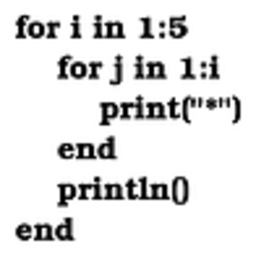 for i in 1:5
    for j in 1:i
        print("*")
    end
    println()
end